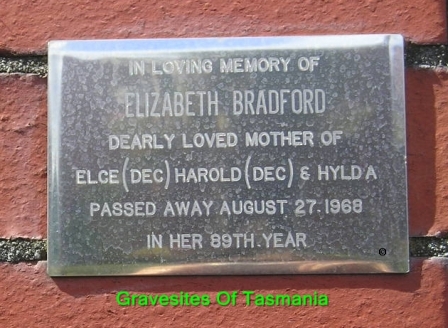 IN LOVING MEMORY OF
ELIZABETH BRADFORD
DEARLY LOVED MOTHER OF
ELCE (DEC) HAROLD (DEC) & HYLDA
PASSED AWAY AUGUST 27.1968
IN HER 89TH.YEAR
Gravesites Of Tasmania